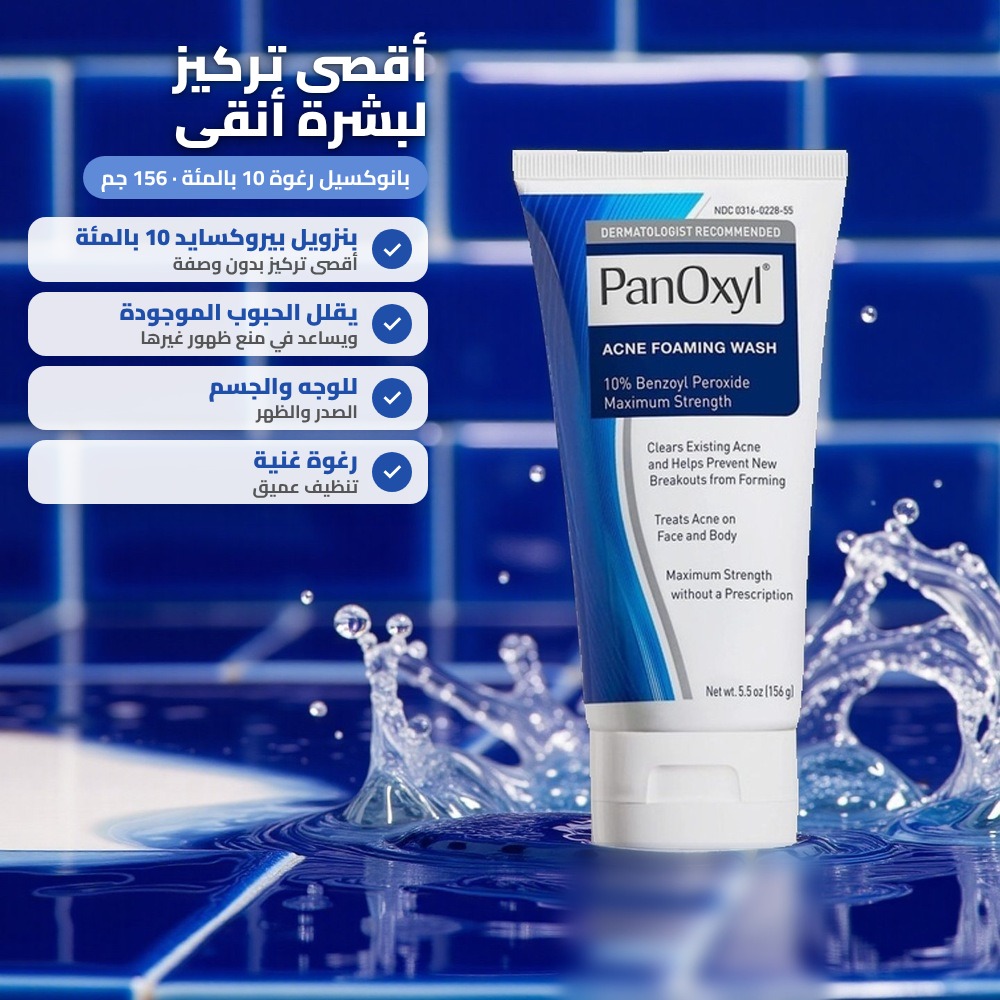 أقصى تركيز
لبشرة أنقى
بانوكسيل رغوة 10 بالمئة · 156 جم
بنزويل بيروكسايد 10 بالمئة
أقصى تركيز بدون وصفة
يقلل الحبوب الموجودة
ويساعد في منع ظهور غيرها
للوجه والجسم
الصدر والظهر
رغوة غنية
تنظيف عميق
NDC 0316-0228-55
DERMATOLOGIST RECOMMENDED
PanOxyl®
ACNE FOAMING WASH
10% Benzoyl Peroxide
Maximum Strength
Clears Existing Acne
and Helps Prevent New
Breakouts from Forming
Treats Acne on
Face and Body
Maximum Strength
without a Prescription
Net wt. 5.5 oz (156 g)